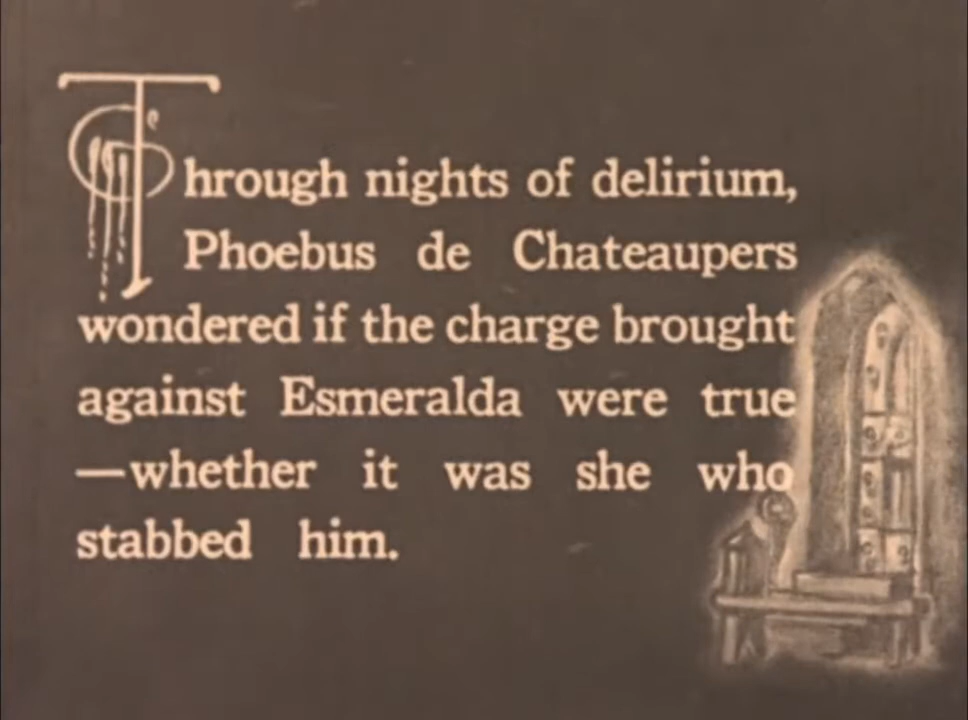 Through nights of delirium,
Phoebus de Chateaupers
wondered if the charge brought
against Esmeralda were true
—whether it was she who
stabbed him.